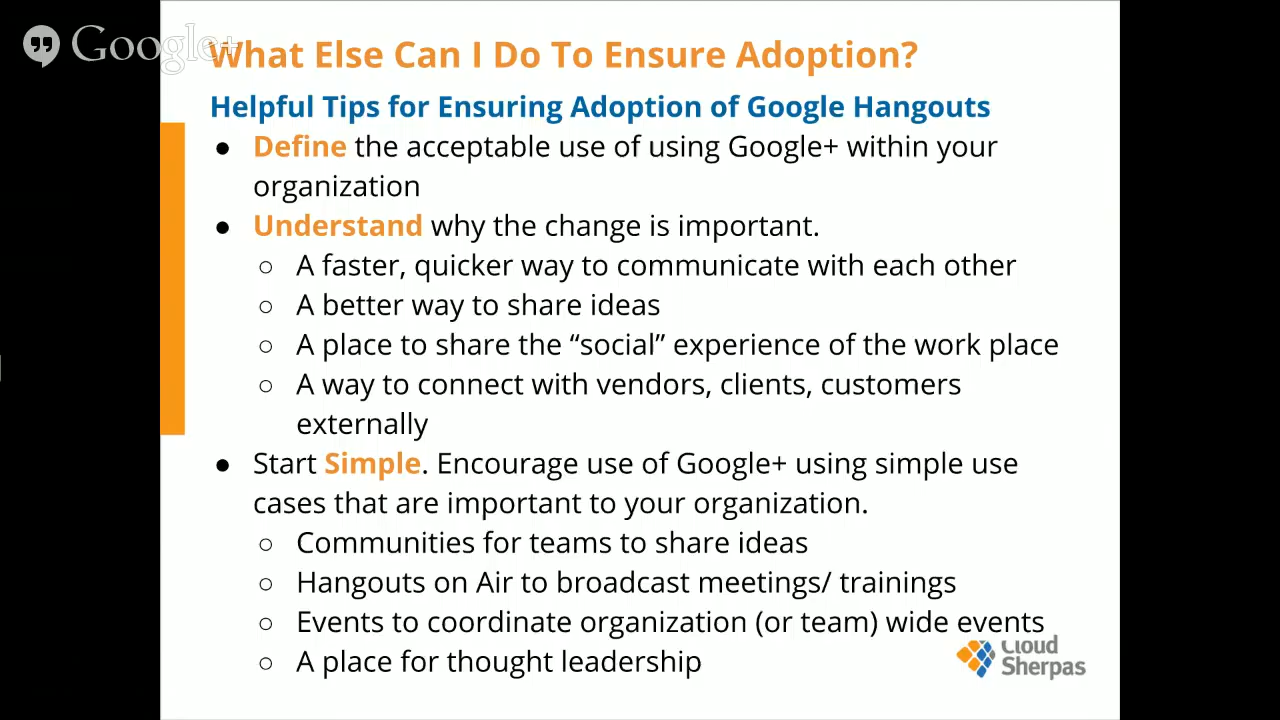 Google+
What Else Can I Do To Ensure Adoption?
Helpful Tips for Ensuring Adoption of Google Hangouts
● Define the acceptable use of using Google+ within your
organization
● Understand why the change is important.
○ A faster, quicker way to communicate with each other
○ A better way to share ideas
○ A place to share the “social” experience of the work place
○ A way to connect with vendors, clients, customers
externally
● Start Simple. Encourage use of Google+ using simple use
cases that are important to your organization.
○ Communities for teams to share ideas
○ Hangouts on Air to broadcast meetings/ trainings
○ Events to coordinate organization (or team) wide events
○ A place for thought leadership
Cloud
Sherpas